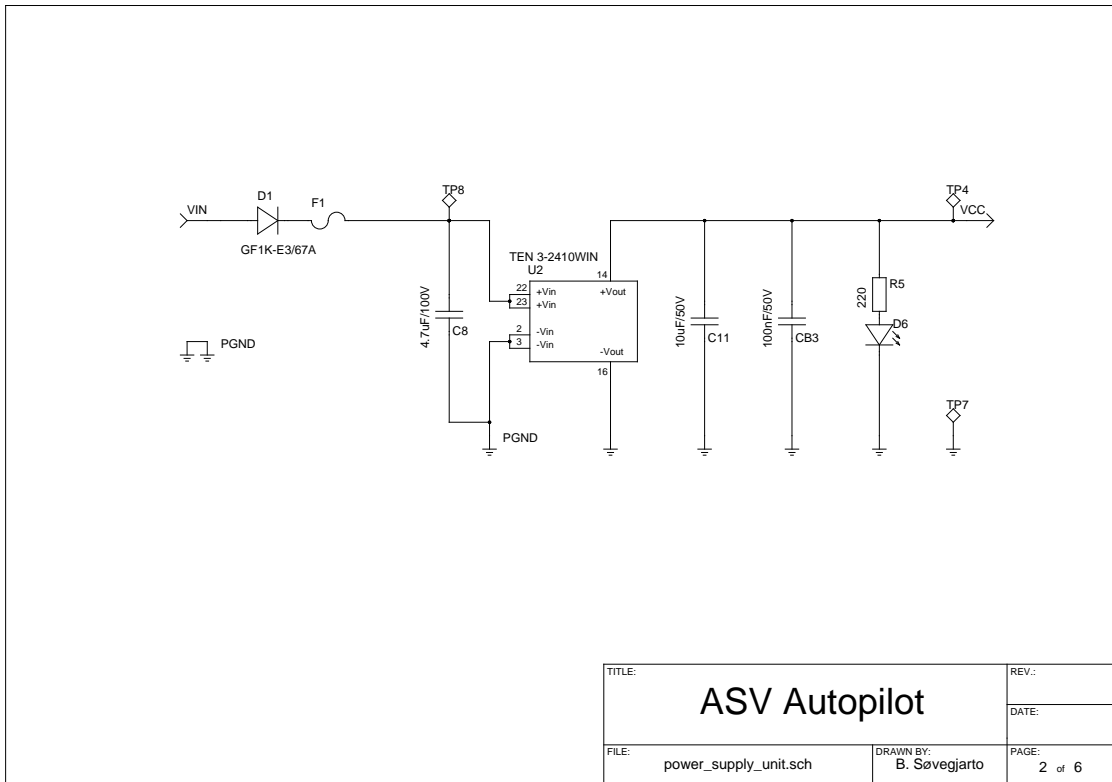 VIN
D1
GF1K-E3/67A
F1
TP8
4.7uF/100V
C8
PGND
PGND
TEN 3-2410WIN
U2
22
23
2
3
14
16
+Vin
+Vin
-Vin
-Vin
+Vout
-Vout
10uF/50V
C11
100nF/50V
CB3
220
R5
D6
TP4
VCC
TP7
TITLE:
ASV Autopilot
REV.:
DATE:
FILE:
power_supply_unit.sch
DRAWN BY:
B. Søvegjarto
PAGE:
2 of 6